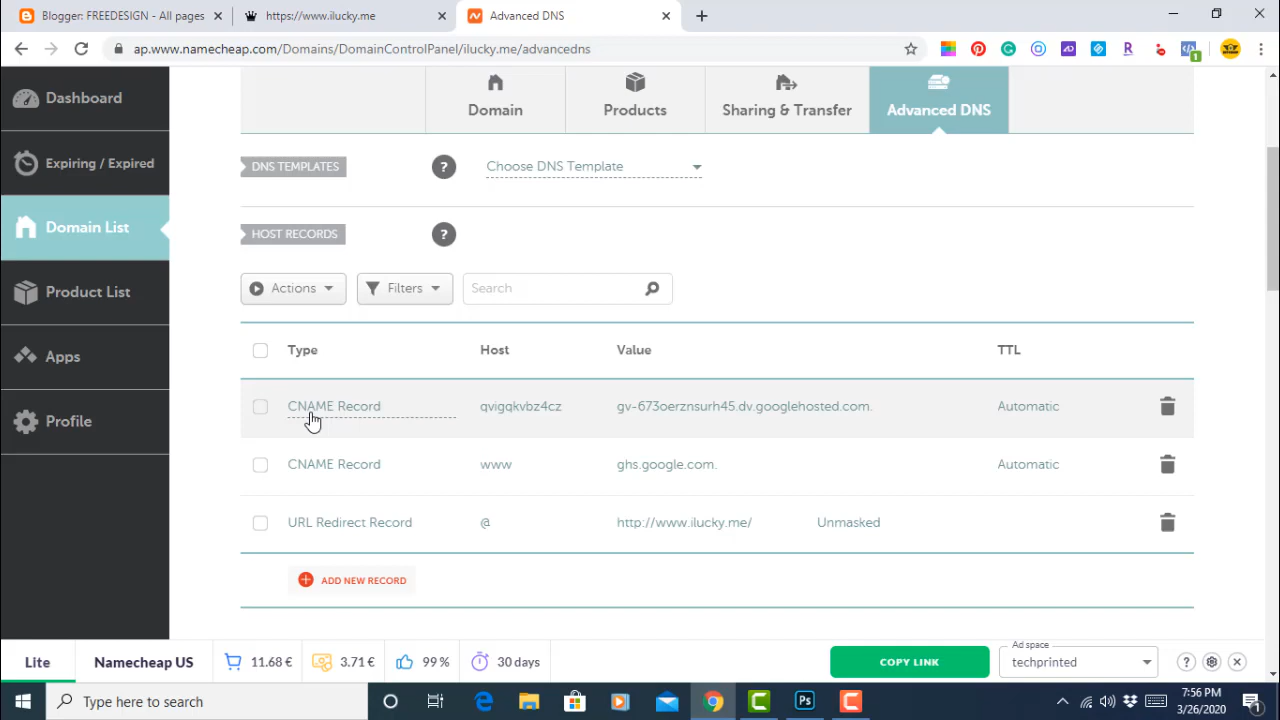 Blogger: FREEDESIGN - All pages
https://www.ilucky.me
Advanced DNS
ap.www.namecheap.com/Domains/DomainControlPanel/ilucky.me/advancedns
1
Dashboard
Expiring / Expired
Domain List
Product List
Apps
Profile
Domain
Products
Sharing & Transfer
Advanced DNS
DNS TEMPLATES
?
Choose DNS Template
HOST RECORDS
?
Actions
Filters
Search
Type Host Value TTL
CNAME Record qvigqkvbz4cz gv-673oerznsurh45.dv.googlehosted.com. Automatic
CNAME Record www ghs.google.com. Automatic
URL Redirect Record @ http://www.ilucky.me/ Unmasked
ADD NEW RECORD
Lite
Namecheap US
11.68 €
3.71 €
99 %
30 days
COPY LINK
Ad space
techprinted
?
Type here to search
7:56 PM
3/26/2020
1